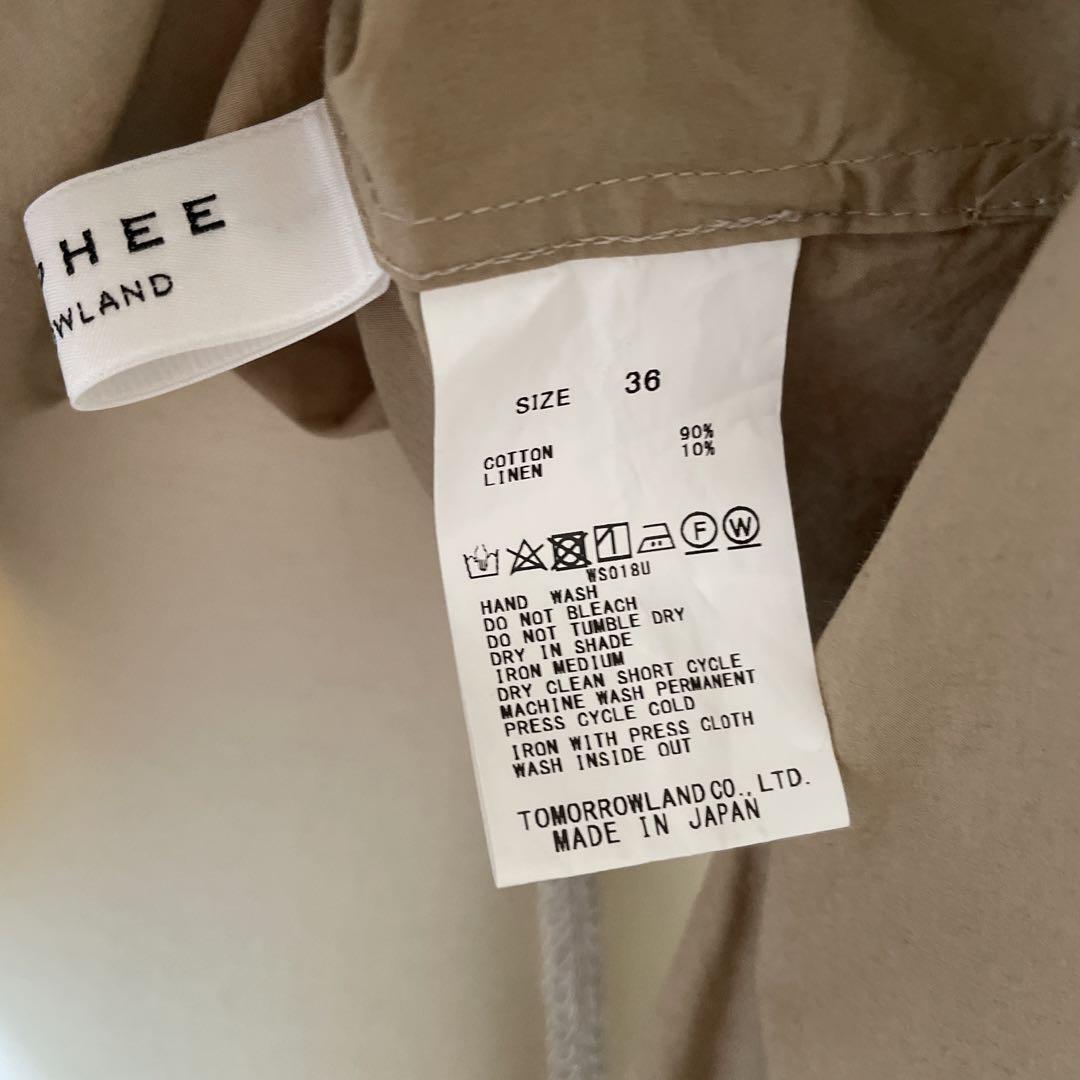 HEE
WLAND
SIZE 36
COTTON 90%
LINEN 10%
F W
WS018U
HAND WASH
DO NOT BLEACH
DO NOT TUMBLE DRY
DRY IN SHADE
IRON MEDIUM
DRY CLEAN SHORT CYCLE
MACHINE WASH PERMANENT
PRESS CYCLE COLD
IRON WITH PRESS CLOTH
WASH INSIDE OUT
TOMORROWLAND CO., LTD.
MADE IN JAPAN